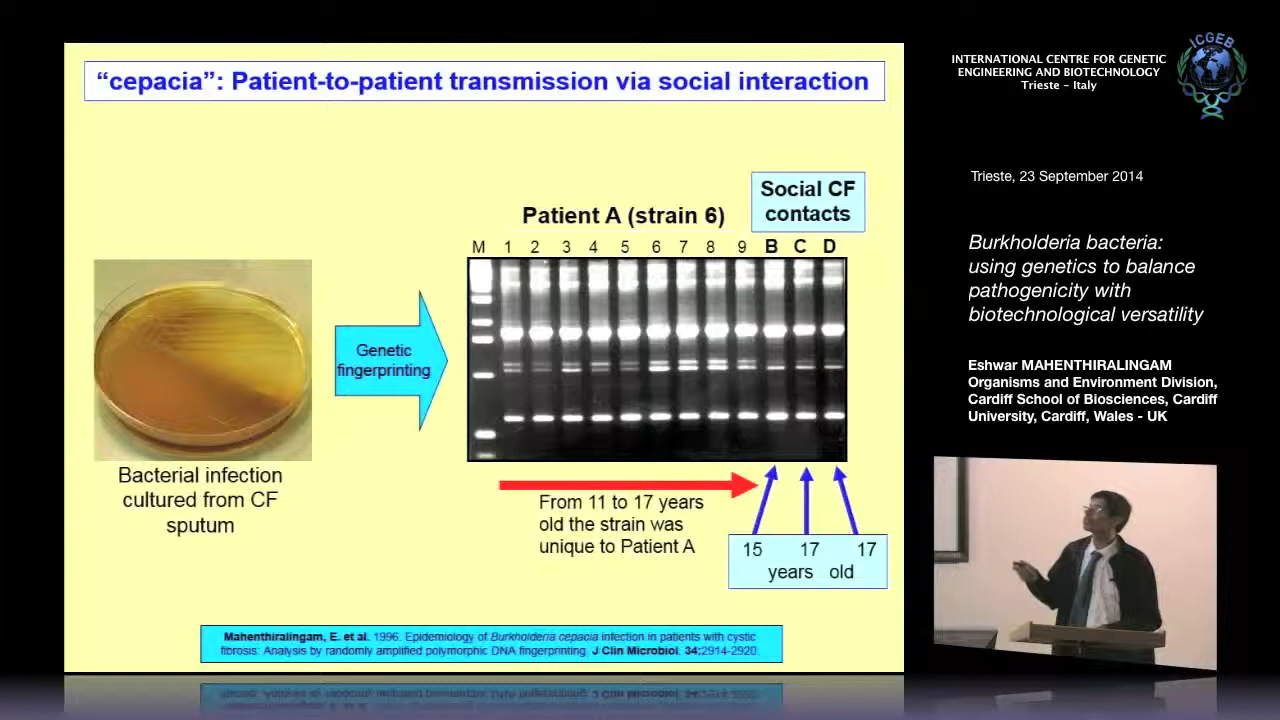 "cepacia": Patient-to-patient transmission via social interaction
Social CF
contacts
Patient A (strain 6)
M 1 2 3 4 5 6 7 8 9 B C D
Genetic
fingerprinting
Bacterial infection
cultured from CF
sputum
From 11 to 17 years
old the strain was
unique to Patient A
15 17 17
years old
Mahenthiralingam, E. et al. 1996. Epidemiology of Burkholderia cepacia infection in patients with cystic
fibrosis: Analysis by randomly amplified polymorphic DNA fingerprinting. J Clin Microbiol. 34:2914-2920.
INTERNATIONAL CENTRE FOR GENETIC
ENGINEERING AND BIOTECHNOLOGY
Trieste - Italy
ICGEB
Trieste, 23 September 2014
Burkholderia bacteria:
using genetics to balance
pathogenicity with
biotechnological versatility
Eshwar MAHENTHIRALINGAM
Organisms and Environment Division,
Cardiff School of Biosciences, Cardiff
University, Cardiff, Wales - UK